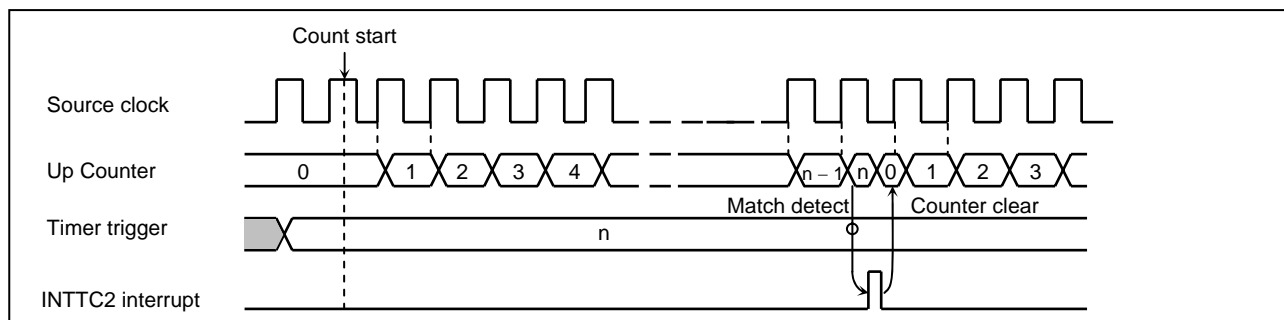 Count start
Source clock
Up Counter 0 1 2 3 4 n – 1 n 0 1 2 3
Match detect Counter clear
Timer trigger n
INTTC2 interrupt